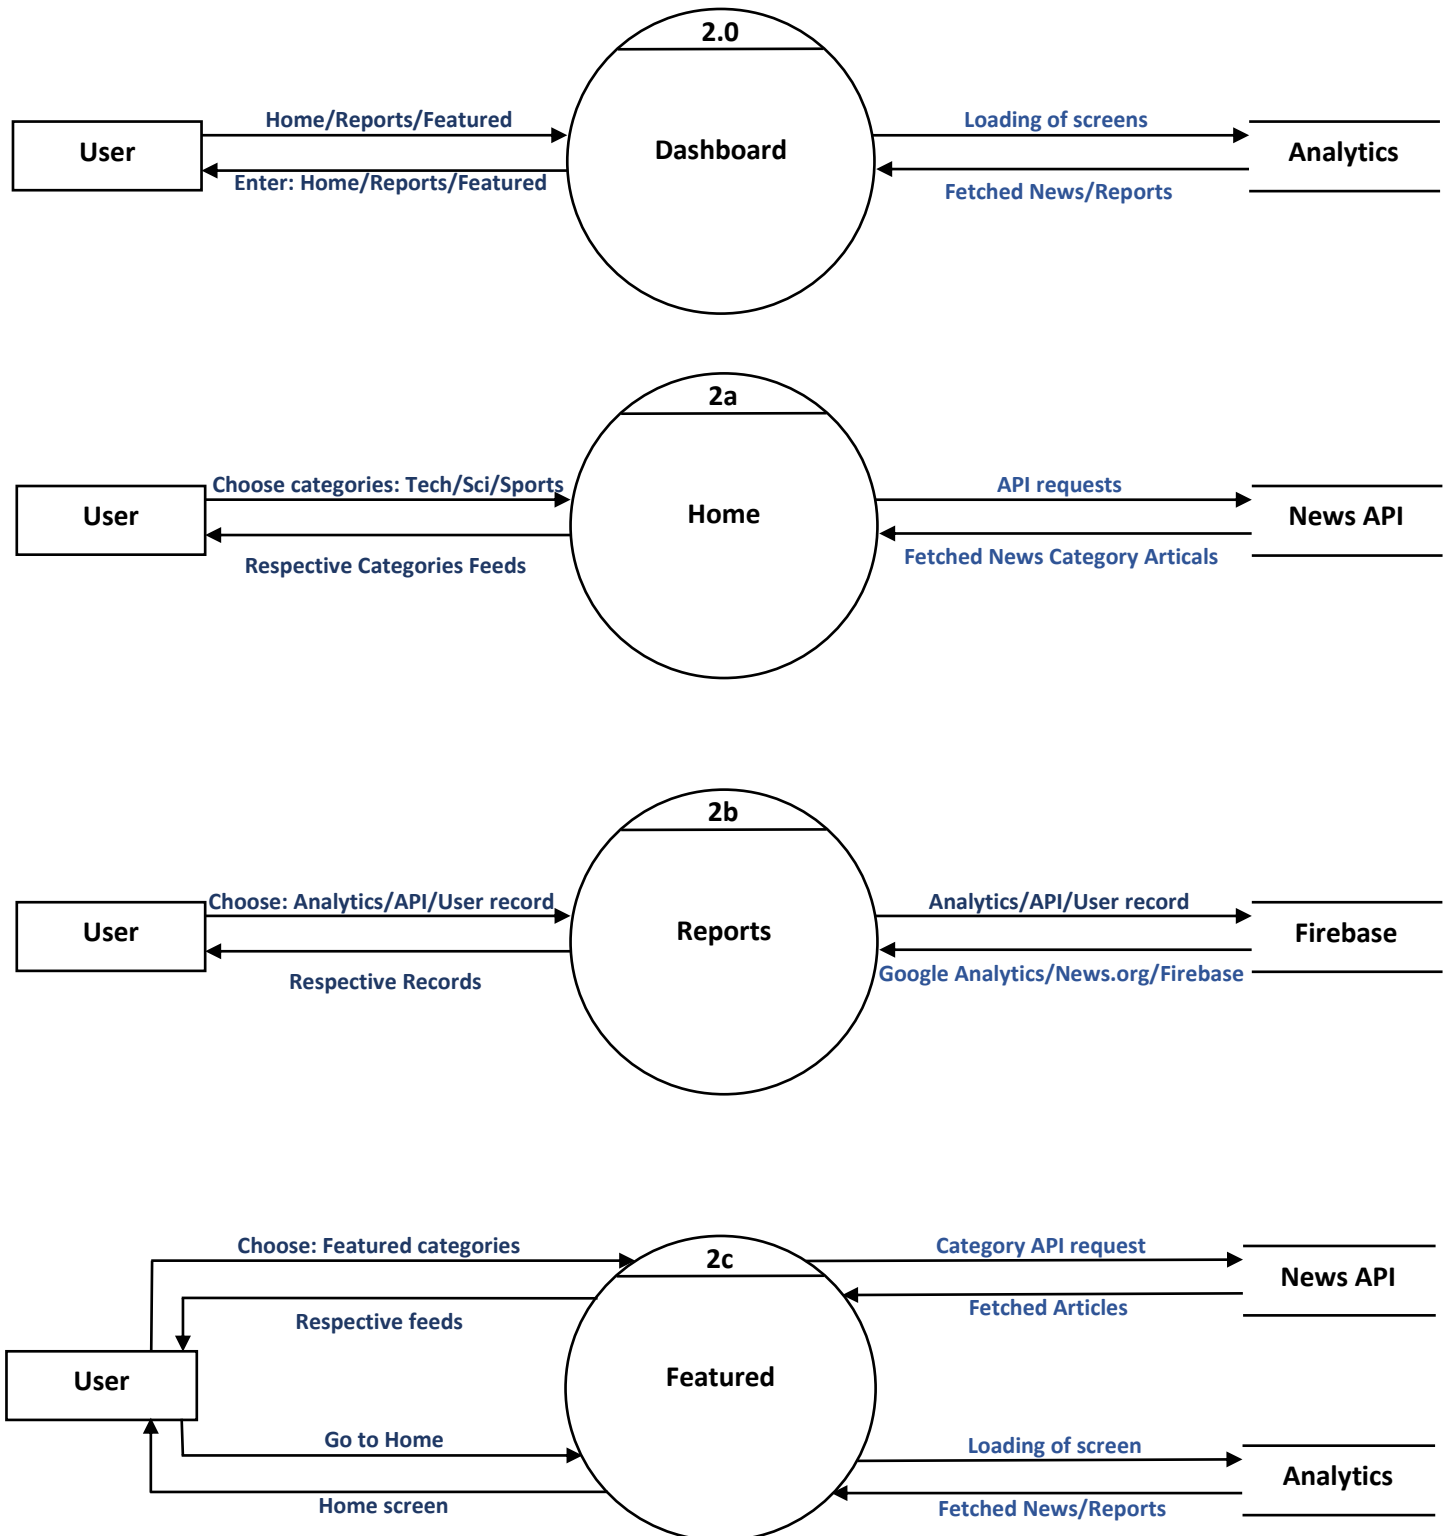 2.0
Home/Reports/Featured
Loading of screens
User
Dashboard
Analytics
Enter: Home/Reports/Featured
Fetched News/Reports
2a
Choose categories: Tech/Sci/Sports
API requests
User
Home
News API
Respective Categories Feeds
Fetched News Category Articals
2b
Choose: Analytics/API/User record
Analytics/API/User record
User
Reports
Firebase
Respective Records
Google Analytics/News.org/Firebase
Choose: Featured categories
2c
Category API request
News API
Respective feeds
Fetched Articles
User
Featured
Go to Home
Loading of screen
Analytics
Home screen
Fetched News/Reports